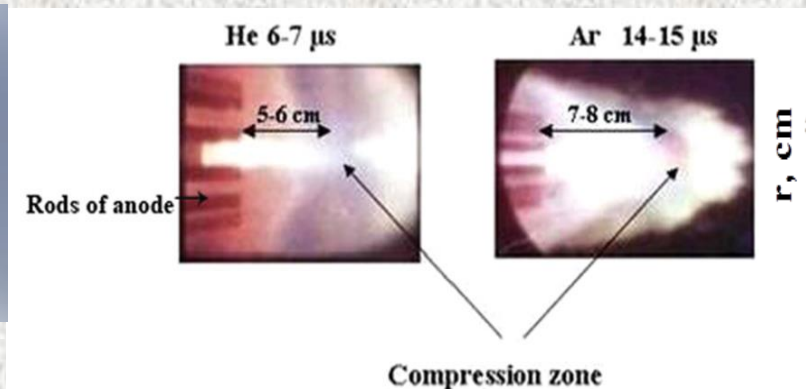 He 6-7 μs
Ar 14-15 μs
5-6 cm
7-8 cm
Rods of anode
r, cm
Compression zone